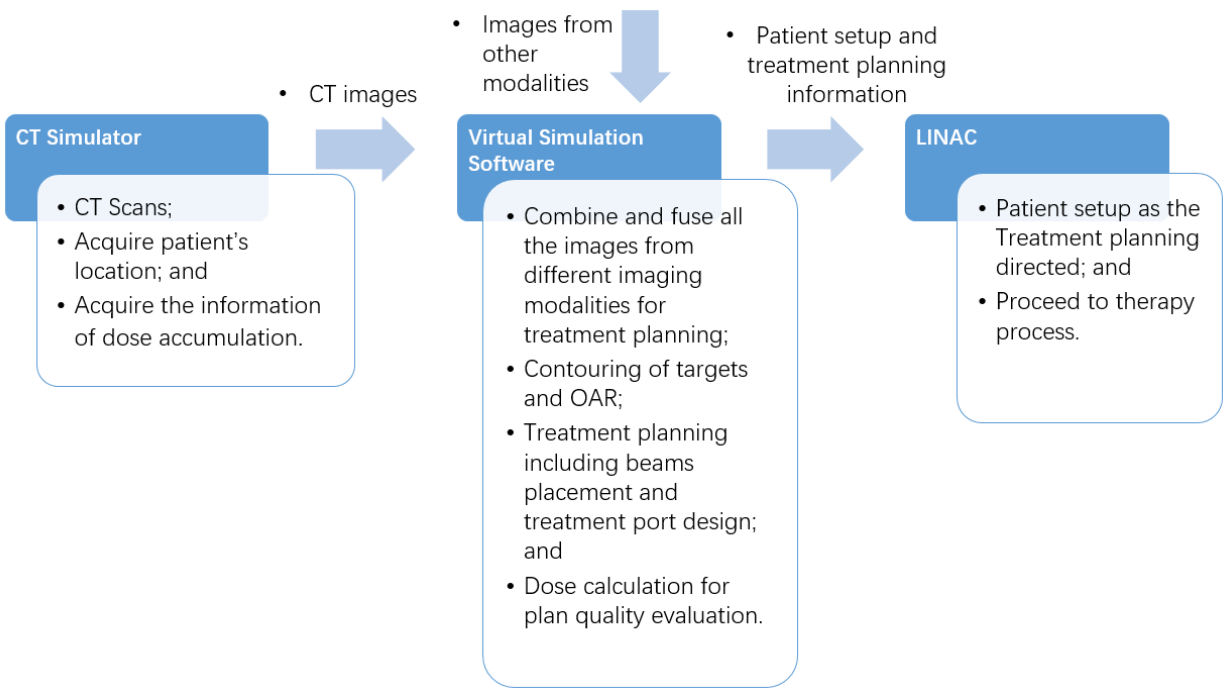 • Images from
other
modalities
• Patient setup and
treatment planning
information
• CT images
CT Simulator
• CT Scans;
• Acquire patient's
location; and
• Acquire the information
of dose accumulation.
Virtual Simulation
Software
• Combine and fuse all
the images from
different imaging
modalities for
treatment planning;
• Contouring of targets
and OAR;
• Treatment planning
including beams
placement and
treatment port design;
and
• Dose calculation for
plan quality evaluation.
LINAC
• Patient setup as the
Treatment planning
directed; and
• Proceed to therapy
process.